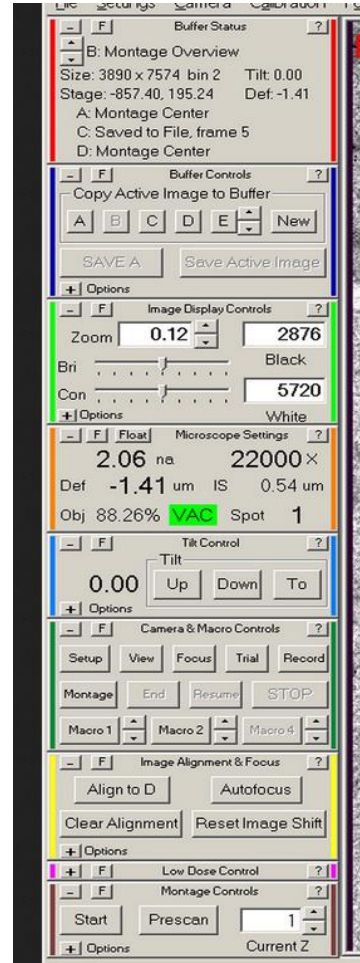 File Settings Camera Calibration
- F Buffer Status ?
B: Montage Overview
Size: 3890 x 7574 bin 2 Tilt: 0.00
Stage: -857.40, 195.24 Def: -1.41
A: Montage Center
C: Saved to File, frame 5
D: Montage Center
- F Buffer Controls ?
Copy Active Image to Buffer
A B C D E New
SAVE A Save Active Image
+ Options
- F Image Display Controls ?
Zoom 0.12 2876
Bri Black
Con 5720
+ Options White
- F Float Microscope Settings ?
2.06 na 22000 x
Def -1.41 um IS 0.54 um
Obj 88.26% VAC Spot 1
- F Tilt Control ?
Tilt
0.00 Up Down To
+ Options
- F Camera & Macro Controls ?
Setup View Focus Trial Record
Montage End Resume STOP
Macro 1 Macro 2 Macro 4
- F Image Alignment & Focus ?
Align to D Autofocus
Clear Alignment Reset Image Shift
+ Options
+ F Low Dose Control ?
- F Montage Controls ?
Start Prescan 1
+ Options Current Z